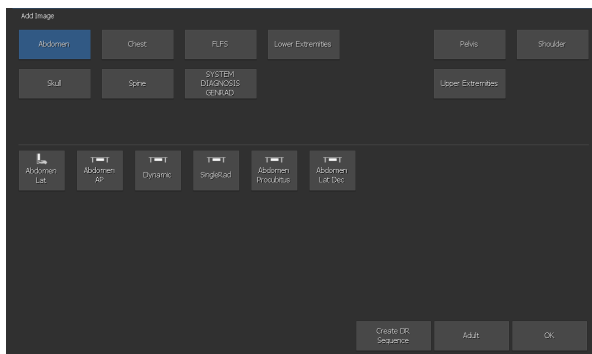 Add Image
Abdomen
Chest
FLFS
Lower Extremities
Pelvis
Shoulder
Skull
Spine
SYSTEM
DIAGNOSIS
GENRAD
Upper Extremities
Abdomen
Lat
Abdomen
AP
Dynamic
SingleRad
Abdomen
Procubitus
Abdomen
Lat Dec
Create DR
Sequence
Adult
OK